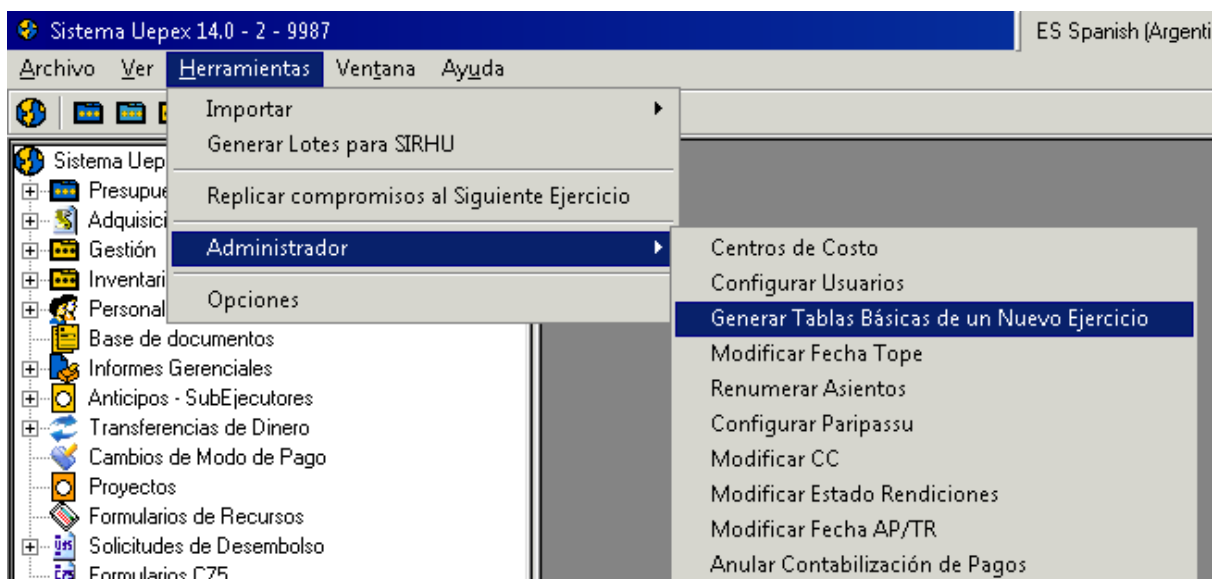 Sistema Uepex 14.0 - 2 - 9987
ES Spanish (Argenti
Archivo Ver Herramientas Ventana Ayuda
Importar
Generar Lotes para SIRHU
Replicar compromisos al Siguiente Ejercicio
Administrador
Opciones
Centros de Costo
Configurar Usuarios
Generar Tablas Básicas de un Nuevo Ejercicio
Modificar Fecha Tope
Renumerar Asientos
Configurar Paripassu
Modificar CC
Modificar Estado Rendiciones
Modificar Fecha AP/TR
Anular Contabilización de Pagos
Sistema Uep
Presupue
Adquisici
Gestión
Inventari
Personal
Base de documentos
Informes Gerenciales
Anticipos - SubEjecutores
Transferencias de Dinero
Cambios de Modo de Pago
Proyectos
Formularios de Recursos
Solicitudes de Desembolso
Formularios C75